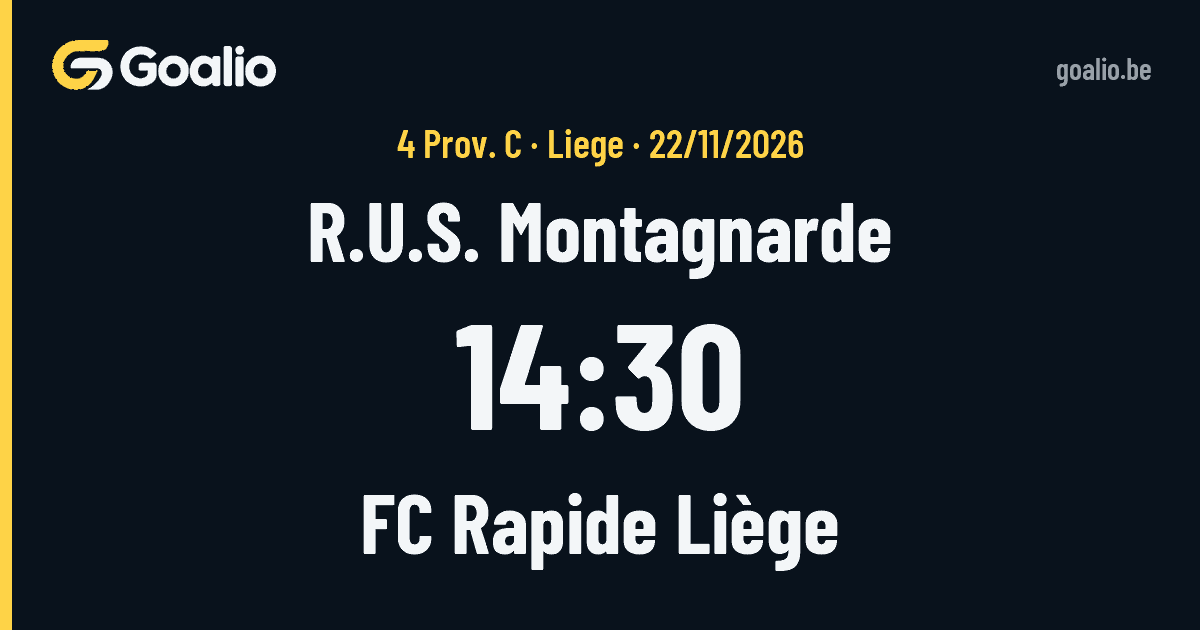 Goalio
goalio.be
4 Prov. C · Liege · 22/11/2026
R.U.S. Montagnarde
14:30
FC Rapide Liège